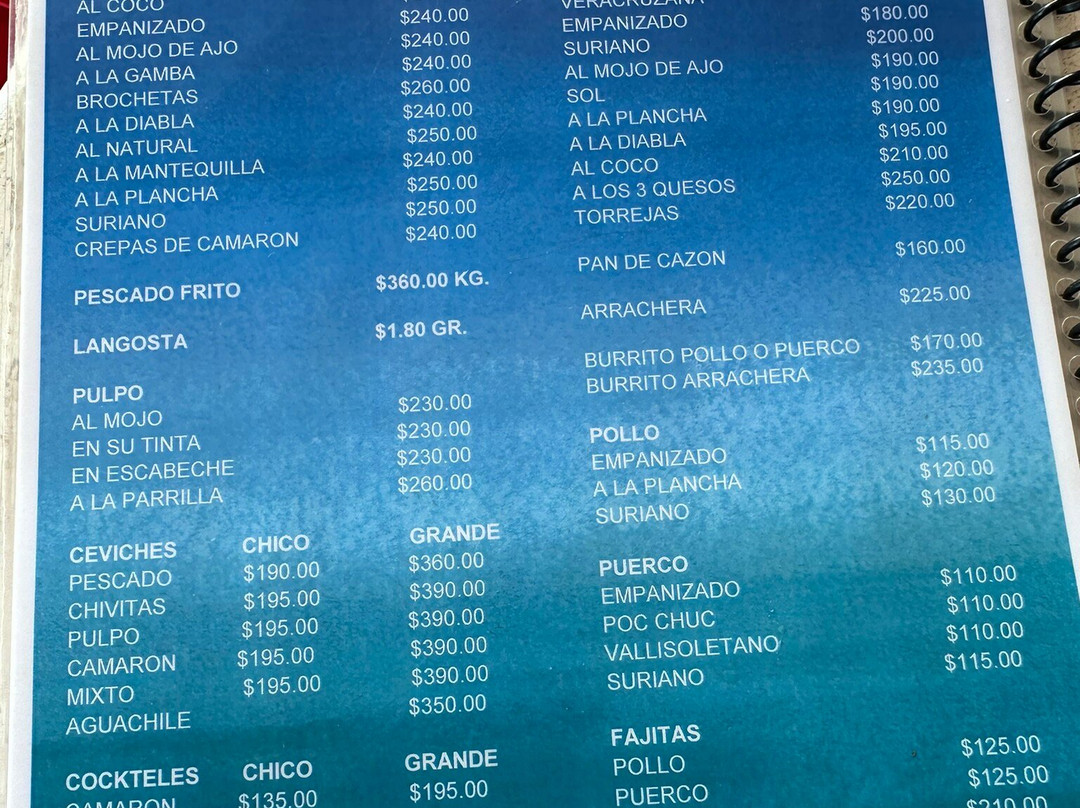 AL COCO
EMPANIZADO $240.00
AL MOJO DE AJO $240.00
A LA GAMBA $240.00
BROCHETAS $260.00
A LA DIABLA $240.00
AL NATURAL $250.00
A LA MANTEQUILLA $240.00
A LA PLANCHA $250.00
SURIANO $250.00
CREPAS DE CAMARON $240.00
PESCADO FRITO $360.00 KG.
LANGOSTA $1.80 GR.
PULPO
AL MOJO $230.00
EN SU TINTA $230.00
EN ESCABECHE $230.00
A LA PARRILLA $260.00
CEVICHES CHICO GRANDE
PESCADO $190.00 $360.00
CHIVITAS $195.00 $390.00
PULPO $195.00 $390.00
CAMARON $195.00 $390.00
MIXTO $195.00 $390.00
AGUACHILE $350.00
COCKTELES CHICO GRANDE
CAMARON $135.00 $195.00
VERACRUZANA
EMPANIZADO $180.00
SURIANO $200.00
AL MOJO DE AJO $190.00
SOL $190.00
A LA PLANCHA $190.00
A LA DIABLA $195.00
AL COCO $210.00
A LOS 3 QUESOS $250.00
TORREJAS $220.00
PAN DE CAZON $160.00
ARRACHERA $225.00
BURRITO POLLO O PUERCO $170.00
BURRITO ARRACHERA $235.00
POLLO
EMPANIZADO $115.00
A LA PLANCHA $120.00
SURIANO $130.00
PUERCO
EMPANIZADO $110.00
POC CHUC $110.00
VALLISOLETANO $110.00
SURIANO $115.00
FAJITAS
POLLO $125.00
PUERCO $125.00